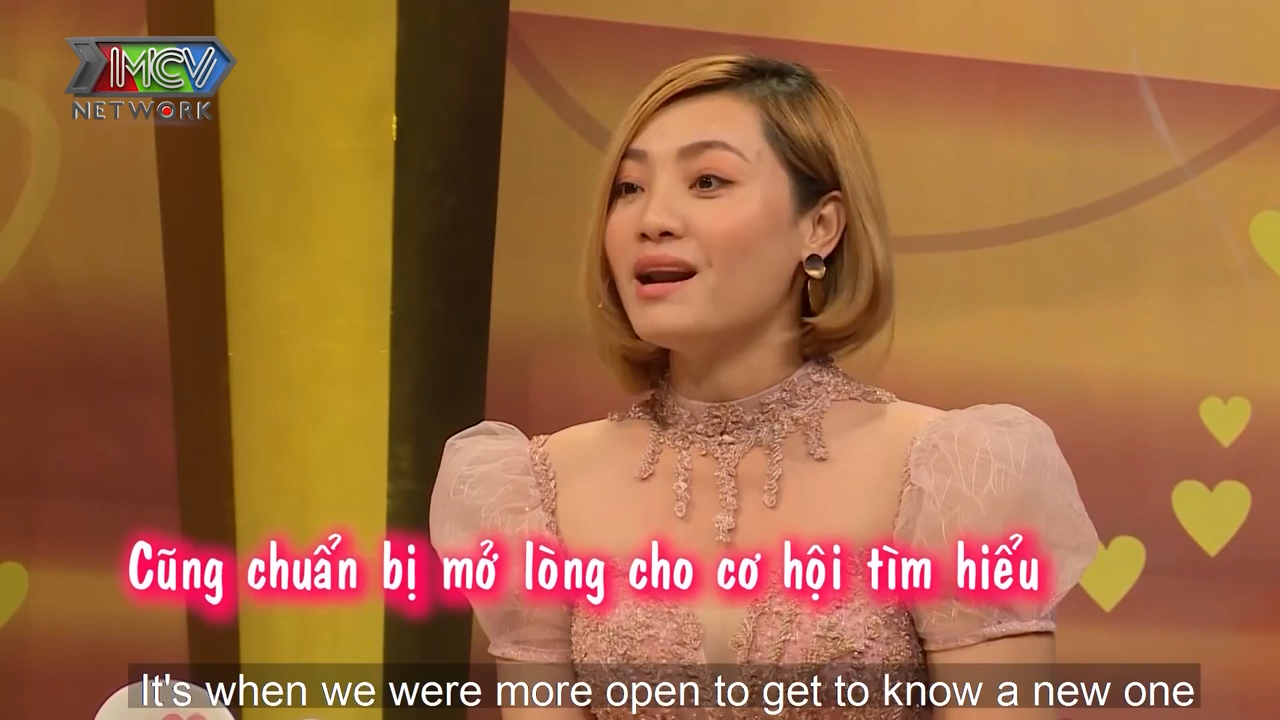 MCV
NETWORK
Cũng chuẩn bị mở lòng cho cơ hội tìm hiểu
It's when we were more open to get to know a new one